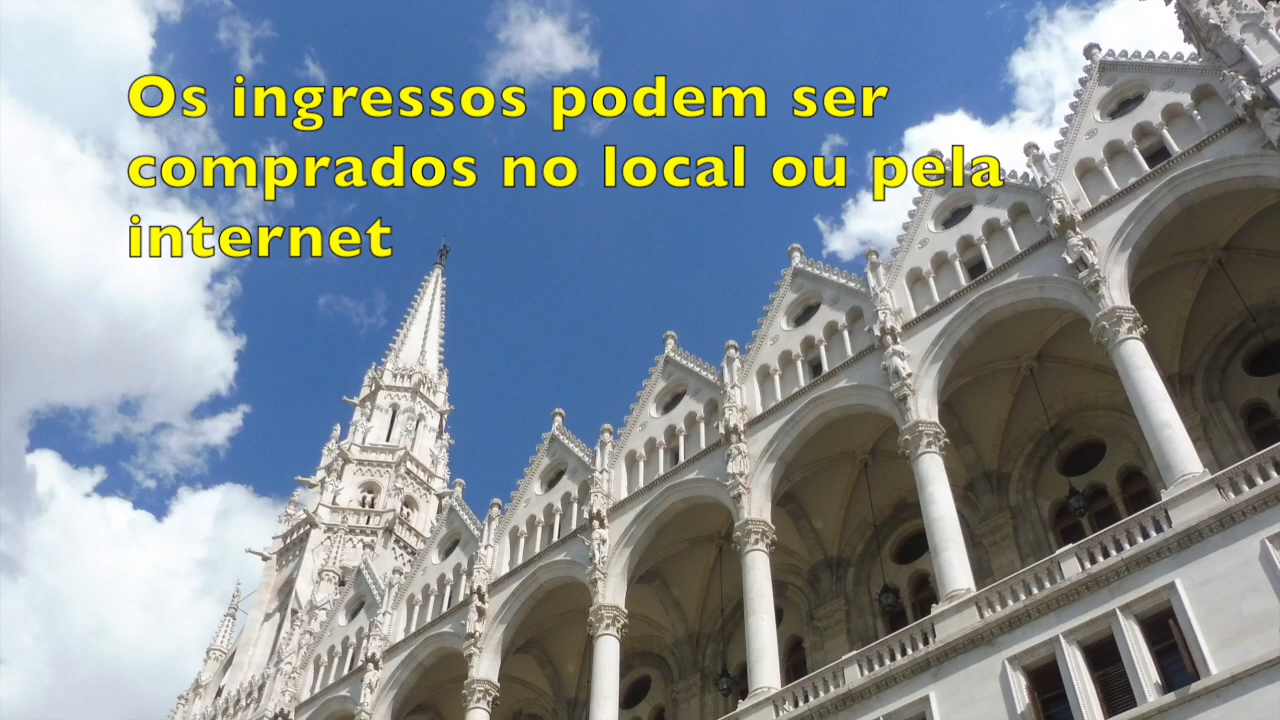 Os ingressos podem ser
comprados no local ou pela
internet